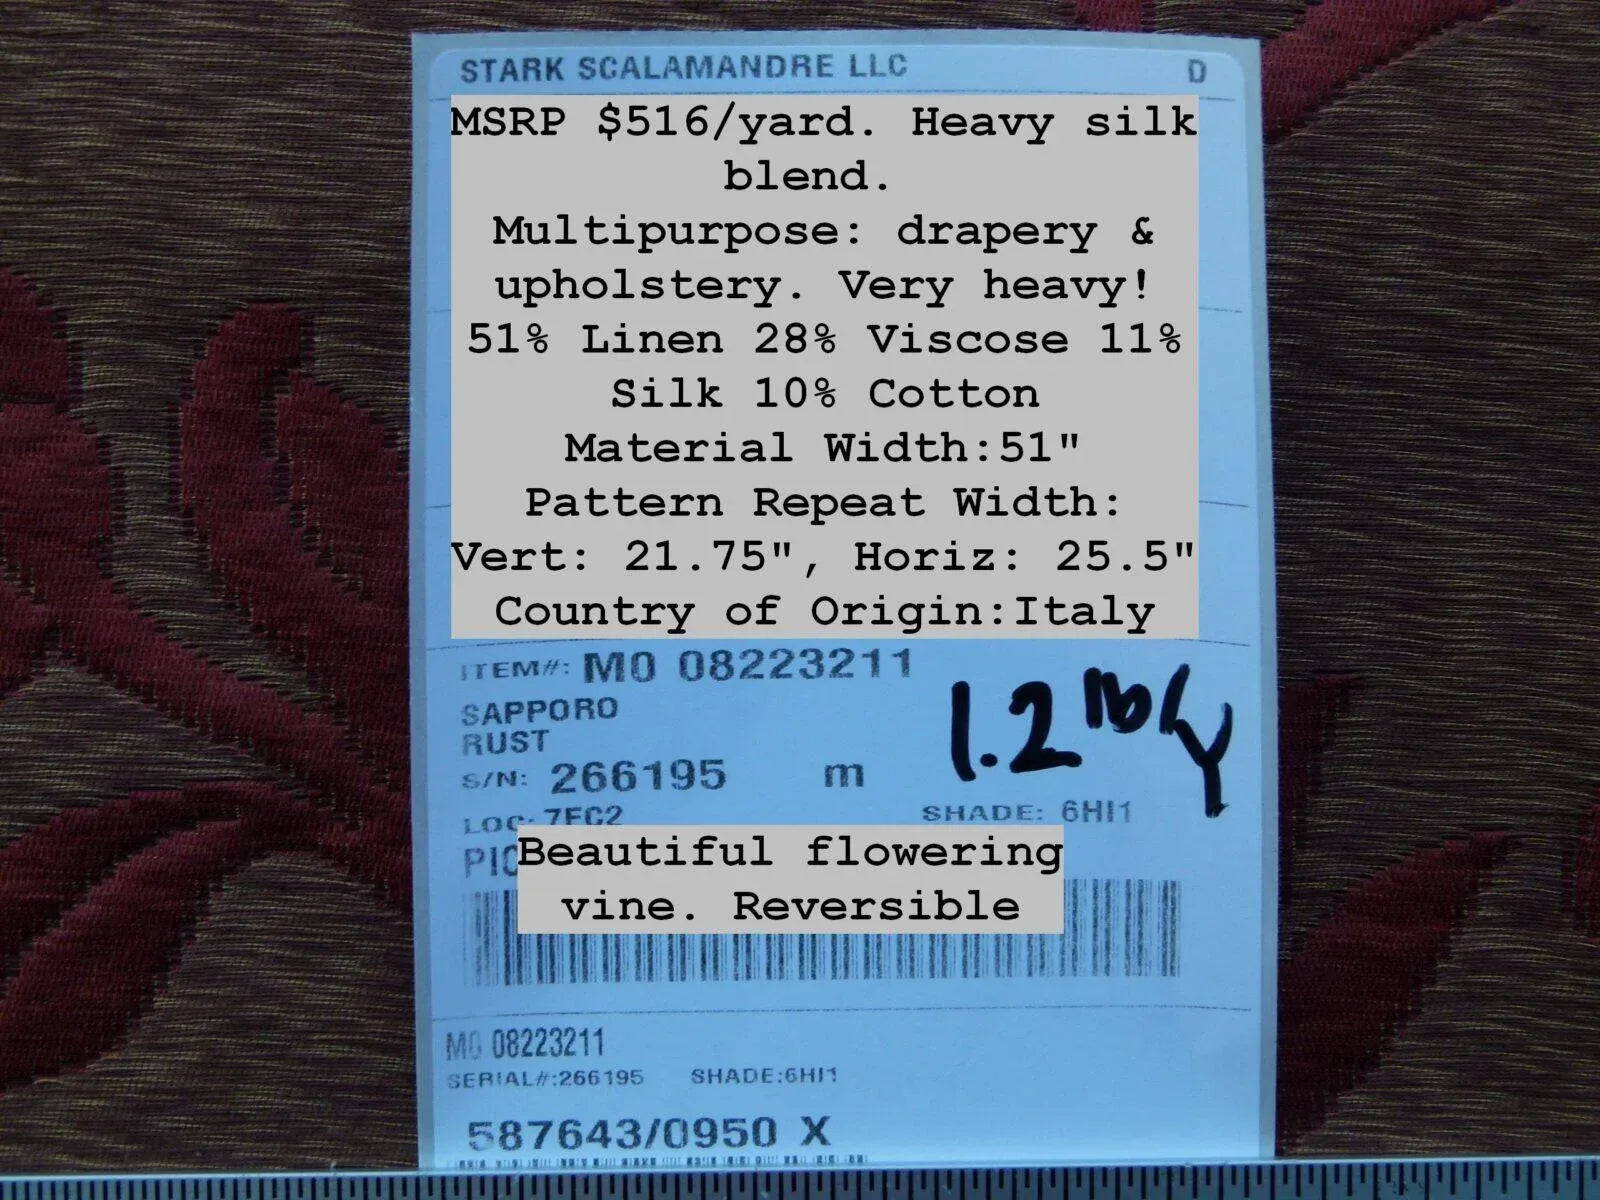 STARK SCALAMANDRE LLC D
MSRP $516/yard. Heavy silk
blend.
Multipurpose: drapery &
upholstery. Very heavy!
51% Linen 28% Viscose 11%
Silk 10% Cotton
Material Width:51"
Pattern Repeat Width:
Vert: 21.75", Horiz: 25.5"
Country of Origin:Italy
ITEM#: M0 08223211
SAPPORO
RUST
1.2 lb/y
S/N: 266195 m
LOC: 7FC2 SHADE: 6HI1
Beautiful flowering
vine. Reversible
M0 08223211
SERIAL#:266195 SHADE:6HI1
587643/0950 X